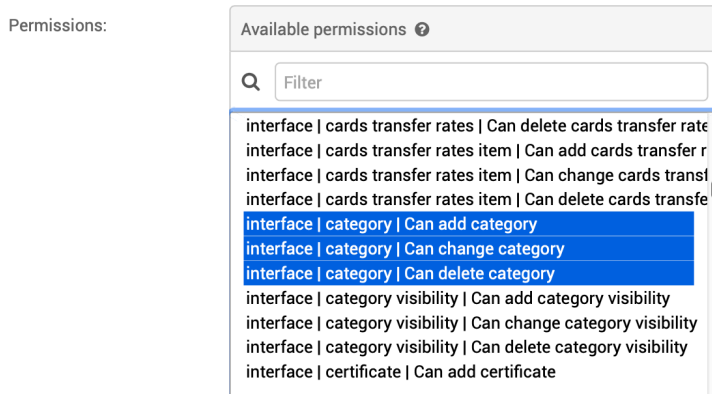 Permissions:
Available permissions ?
Filter
interface | cards transfer rates | Can delete cards transfer rate
interface | cards transfer rates item | Can add cards transfer r
interface | cards transfer rates item | Can change cards transf
interface | cards transfer rates item | Can delete cards transfe
interface | category | Can add category
interface | category | Can change category
interface | category | Can delete category
interface | category visibility | Can add category visibility
interface | category visibility | Can change category visibility
interface | category visibility | Can delete category visibility
interface | certificate | Can add certificate